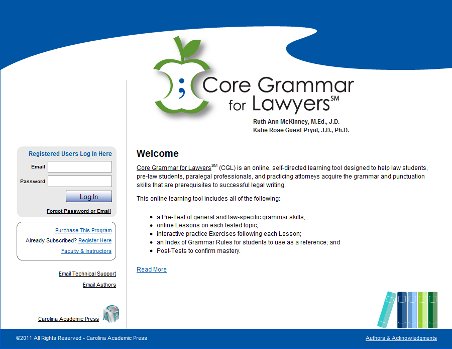 Core Grammar
for Lawyers℠
Ruth Ann McKinney, M.Ed., J.D.
Katie Rose Guest Pryal, J.D., Ph.D.
Registered Users Log In Here
Email
Password
Log In
Forgot Password or Email
Purchase This Program
Already Subscribed? Register Here
Faculty & Instructors
Email Technical Support
Email Authors
Carolina Academic Press
Welcome
Core Grammar for Lawyers℠ (CGL) is an online, self-directed learning tool designed to help law students,
pre-law students, paralegal professionals, and practicing attorneys acquire the grammar and punctuation
skills that are prerequisites to successful legal writing.
This online learning tool includes all of the following:
• a Pre-Test of general and law-specific grammar skills,
• online Lessons on each tested topic,
• Interactive practice Exercises following each Lesson;
• an Index of Grammar Rules for students to use as a reference; and
• Post-Tests to confirm mastery.
Read More
©2011 All Rights Reserved - Carolina Academic Press
Authors & Acknowledgments